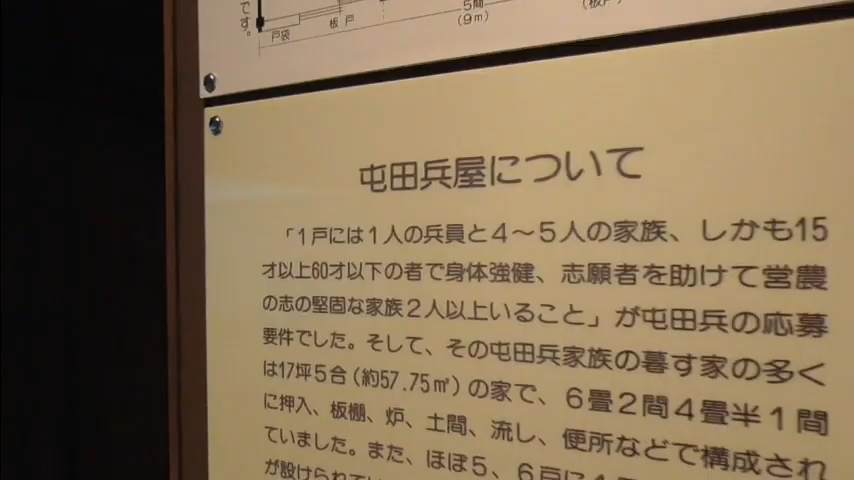 です。
戸袋
板戸
5間
(9m)
(板戸)
屯田兵屋について
「1戸には1人の兵員と4〜5人の家族、しかも15
才以上60才以下の者で身体強健、志願者を助けて営農
の志の堅固な家族2人以上いること」が屯田兵の応募
要件でした。そして、その屯田兵家族の暮す家の多く
は17坪5合(約57.75㎡)の家で、6畳2間4畳半1間
に押入、板棚、炉、土間、流し、便所などで構成され
ていました。また、ほぼ5、6戸に1
が設けられてい